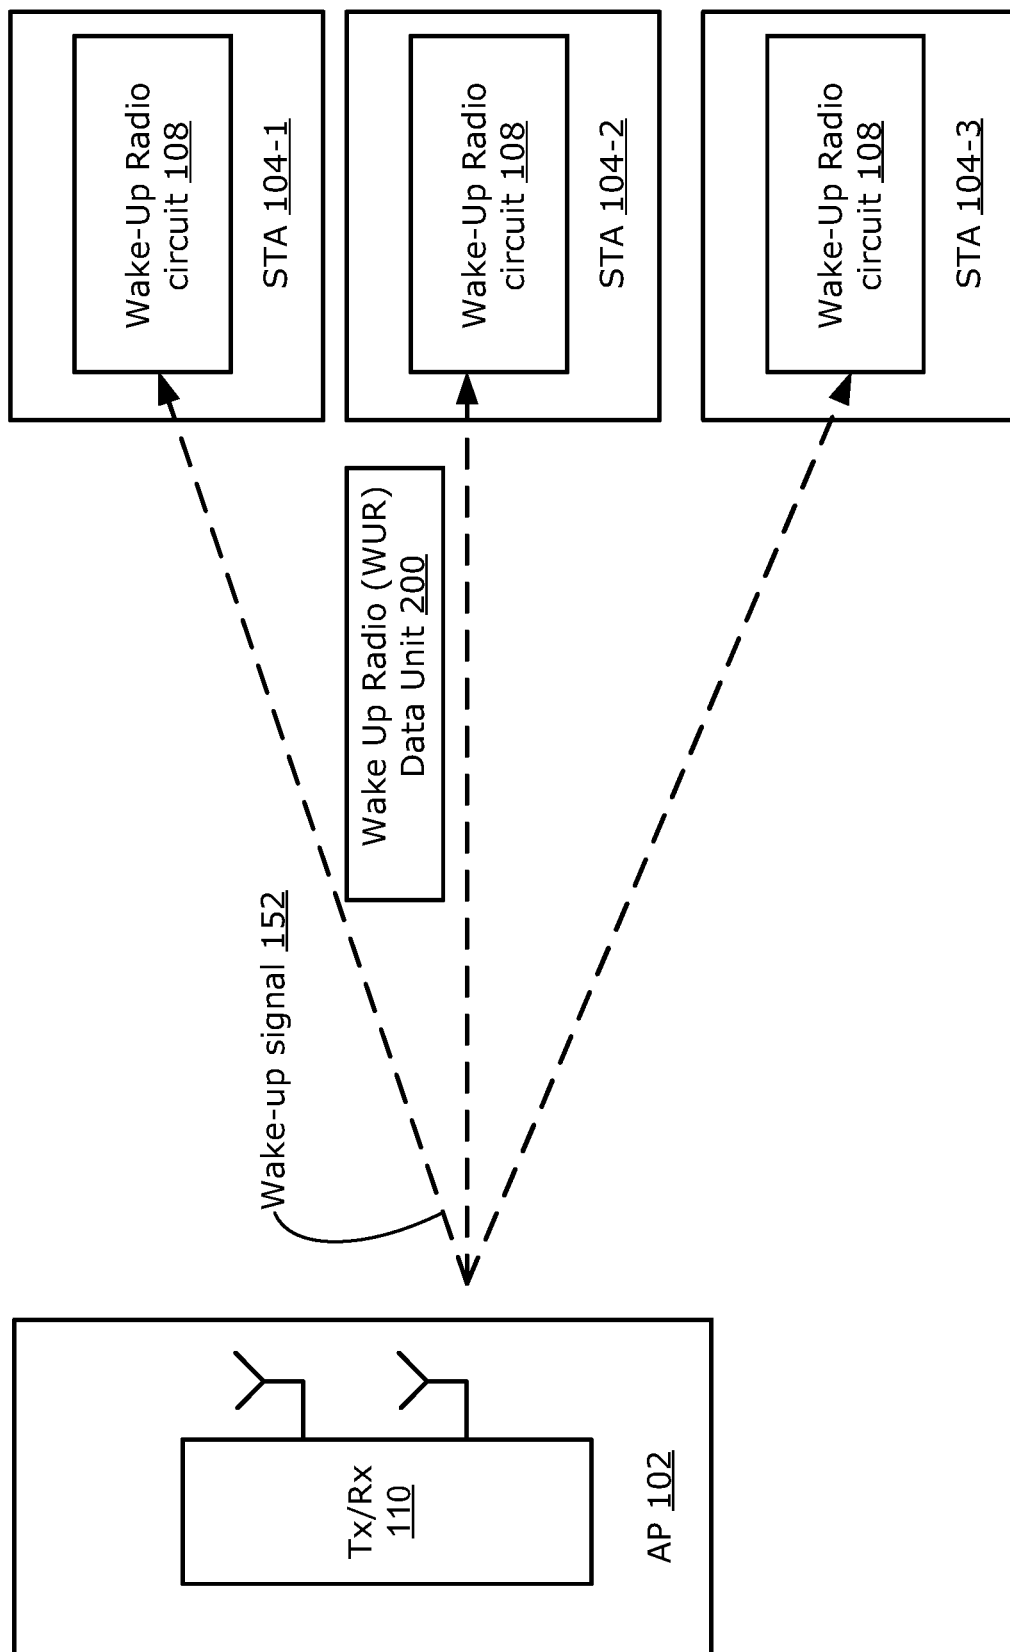 Wake-Up Radio
circuit 108
STA 104-1
Wake-Up Radio
circuit 108
STA 104-2
Wake-Up Radio
circuit 108
STA 104-3
Wake-up signal 152
Wake Up Radio (WUR)
Data Unit 200
Tx/Rx
110
AP 102